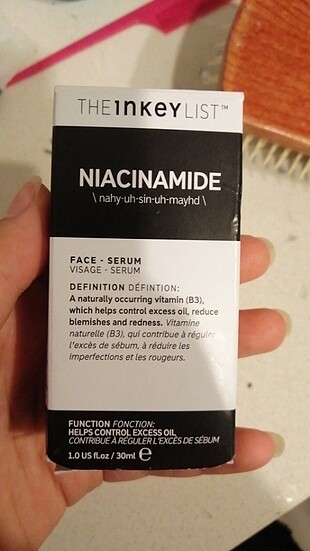 THE INKEY LIST™
NIACINAMIDE
\ nahy-uh-sin-uh-mayhd \
FACE - SERUM
VISAGE - SERUM
DEFINITION DÉFINTION:
A naturally occurring vitamin (B3),
which helps control excess oil, reduce
blemishes and redness. Vitamine
naturelle (B3), qui contribue à réguler
l'excès de sébum, à réduire les
imperfections et les rougeurs.
FUNCTION FONCTION:
HELPS CONTROL EXCESS OIL
CONTRIBUE À RÉGULER L'EXCÈS DE SÉBUM
1.0 US fl.oz / 30ml ℮